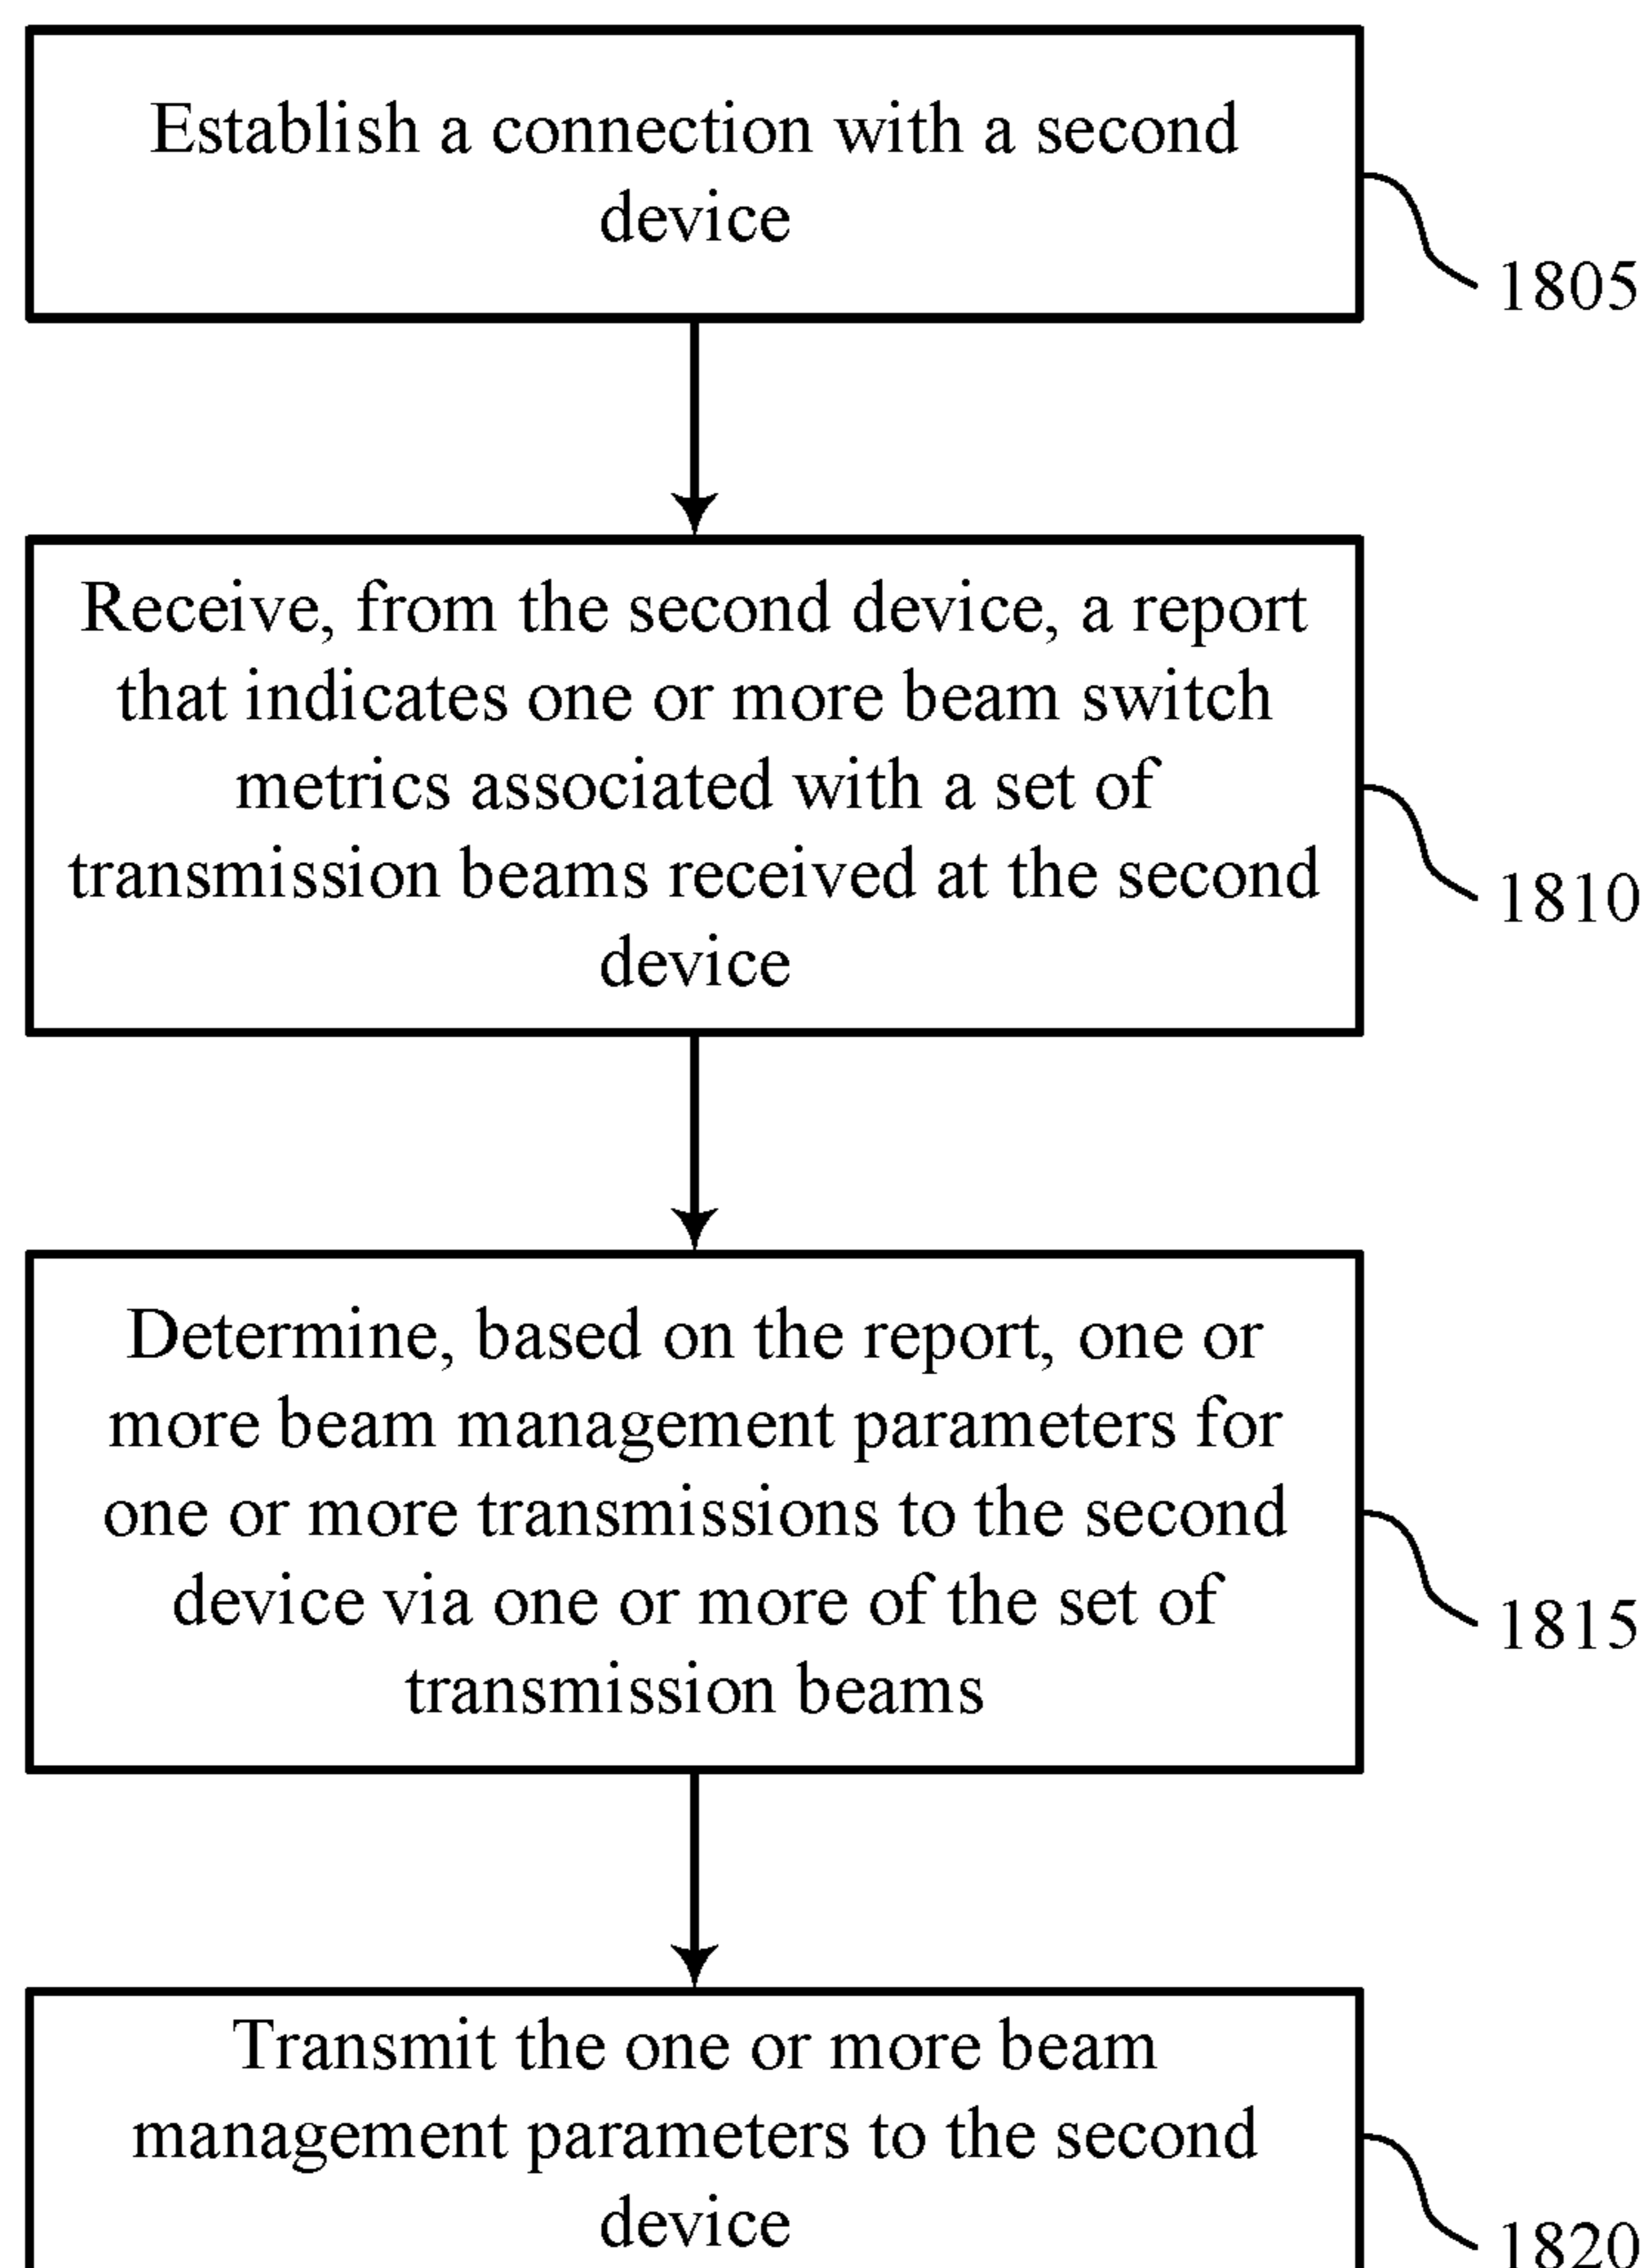 Establish a connection with a second
device
1805
Receive, from the second device, a report
that indicates one or more beam switch
metrics associated with a set of
transmission beams received at the second
device
1810
Determine, based on the report, one or
more beam management parameters for
one or more transmissions to the second
device via one or more of the set of
transmission beams
1815
Transmit the one or more beam
management parameters to the second
device
1820